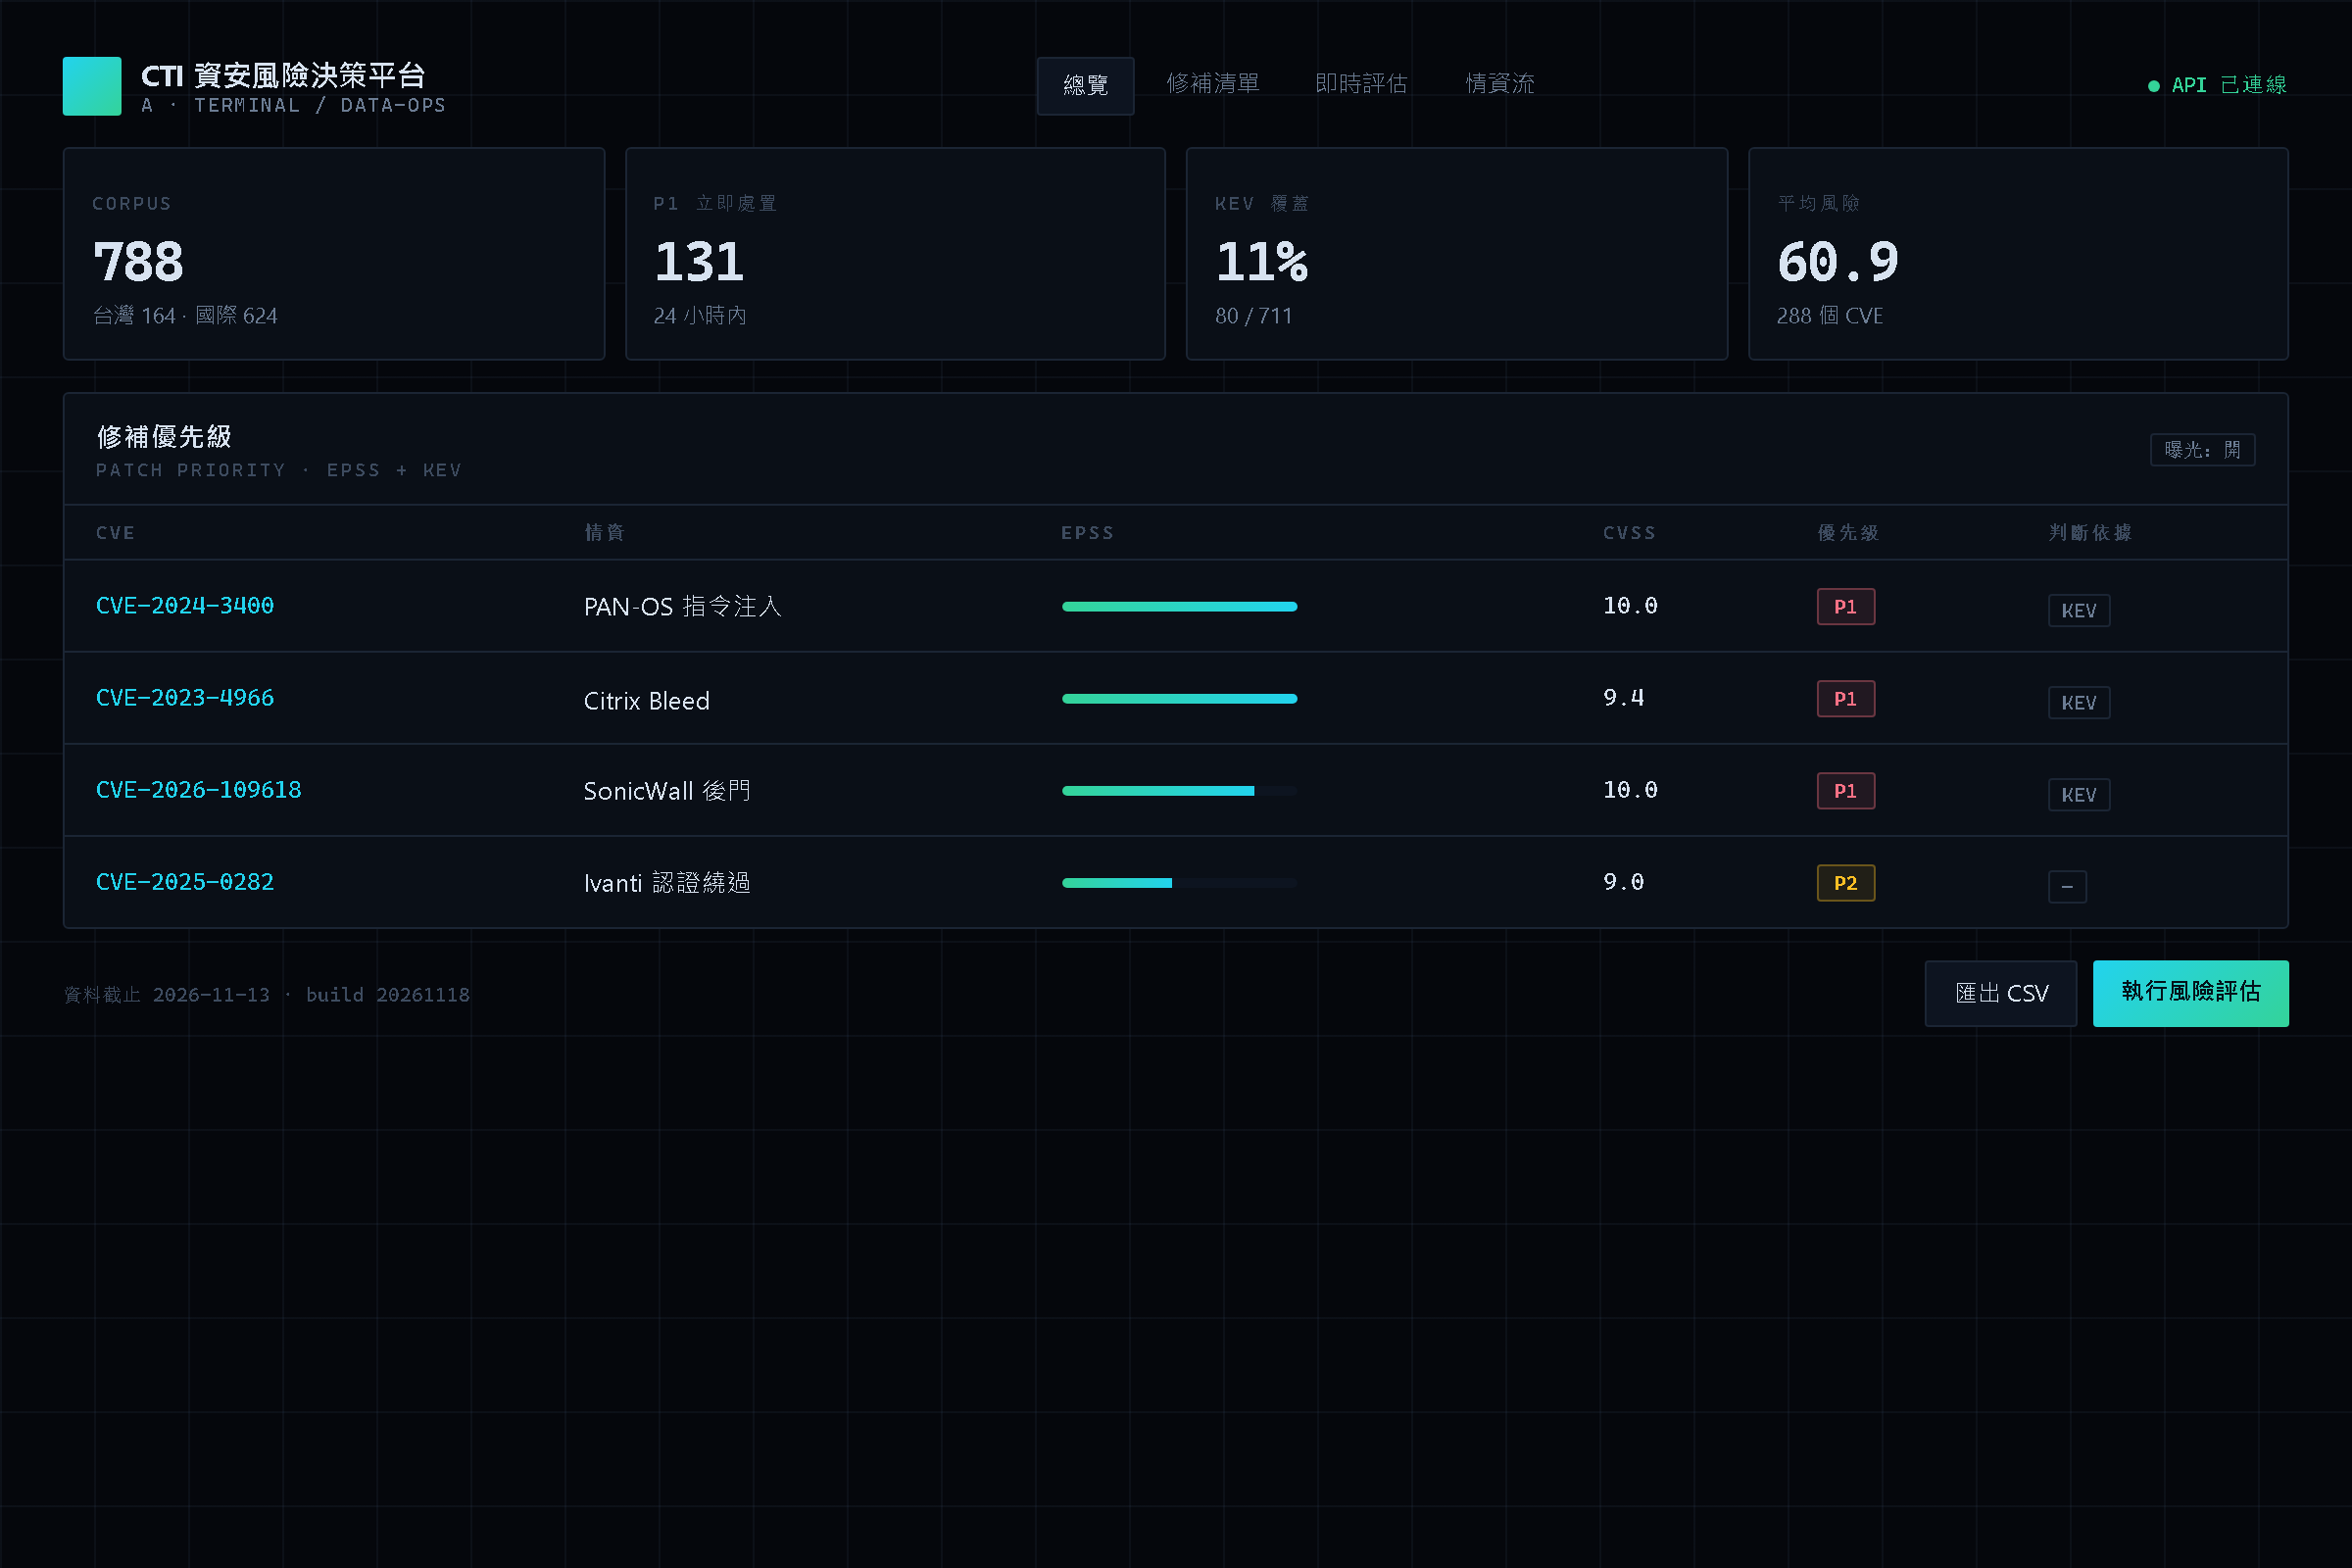 CTI 資安風險決策平台
A · TERMINAL / DATA-OPS
總覽 修補清單 即時評估 情資流
API 已連線
CORPUS
788
台灣 164 · 國際 624
P1 立即處置
131
24 小時內
KEV 覆蓋
11%
80 / 711
平均風險
60.9
288 個 CVE
修補優先級
PATCH PRIORITY · EPSS + KEV
曝光: 開
CVE 情資 EPSS CVSS 優先級 判斷依據
CVE-2024-3400 PAN-OS 指令注入 10.0 P1 KEV
CVE-2023-4966 Citrix Bleed 9.4 P1 KEV
CVE-2026-109618 SonicWall 後門 10.0 P1 KEV
CVE-2025-0282 Ivanti 認證繞過 9.0 P2 —
資料截止 2026-11-13 · build 20261118
匯出 CSV
執行風險評估